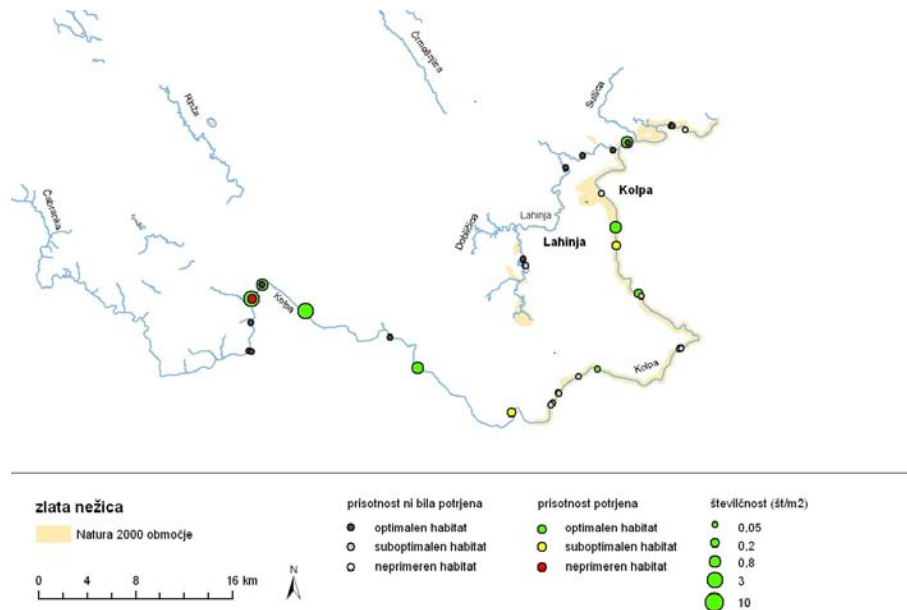 Črmošnjica
Rinža
Sušica
Čabranka
Kolpa
Lahinja
Dobličica
Lahinja
Kolpa
Kolpa
zlata nežica
Natura 2000 območje
0 4 8 16 km
N
prisotnost ni bila potrjena
optimalen habitat
suboptimalen habitat
neprimeren habitat
prisotnost potrjena
optimalen habitat
suboptimalen habitat
neprimeren habitat
številčnost (št/m2)
0,05
0,2
0,8
3
10